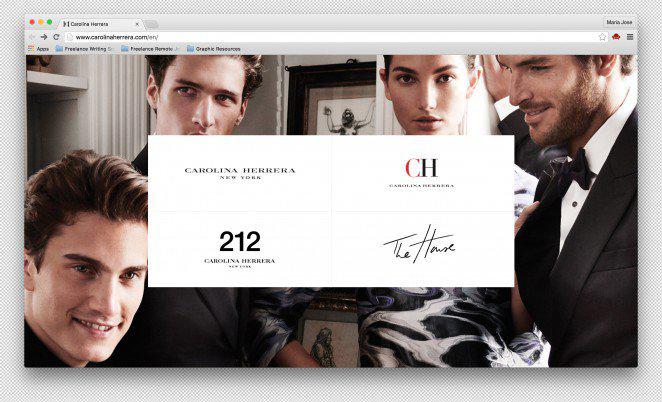 Carolina Herrera
Maria Jose
www.carolinaherrera.com/en/
Apps
Freelance Writing
Freelance Remote
Graphic Resources
CAROLINA HERRERA
NEW YORK
CH
CAROLINA HERRERA
212
CAROLINA HERRERA
NEW YORK
The House